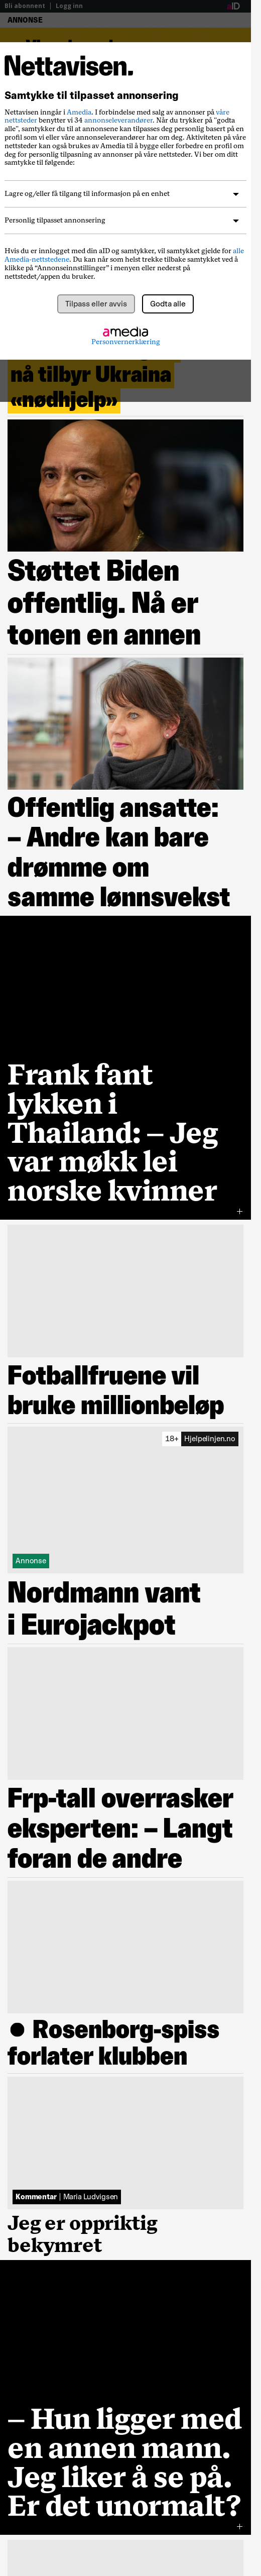 Bli abonnent | Logg inn
aID
ANNONSE
Nettavisen.
Samtykke til tilpasset annonsering
Nettavisen inngår i Amedia. I forbindelse med salg av annonser på våre
nettsteder benytter vi 34 annonseleverandører. Når du trykker på "godta
alle", samtykker du til at annonsene kan tilpasses deg personlig basert på en
profil som vi eller våre annonseleverandører har om deg. Aktiviteten på våre
nettsteder kan også brukes av Amedia til å bygge eller forbedre en profil om
deg for personlig tilpasning av annonser på våre nettsteder. Vi ber om ditt
samtykke til følgende:
Lagre og/eller få tilgang til informasjon på en enhet
Personlig tilpasset annonsering
Hvis du er innlogget med din aID og samtykker, vil samtykket gjelde for alle
Amedia-nettstedene. Du kan når som helst trekke tilbake samtykket ved å
klikke på “Annonseinnstillinger” i menyen eller nederst på
nettstedet/appen du bruker.
Tilpass eller avvis
Godta alle
amedia
Personvernerklæring
nå tilbyr Ukraina
«nødhjelp»
Støttet Biden
offentlig. Nå er
tonen en annen
Offentlig ansatte:
– Andre kan bare
drømme om
samme lønnsvekst
Frank fant
lykken i
Thailand: – Jeg
var møkk lei
norske kvinner
Fotballfruene vil
bruke millionbeløp
18+ Hjelpelinjen.no
Annonse
Nordmann vant
i Eurojackpot
Frp-tall overrasker
eksperten: – Langt
foran de andre
● Rosenborg-spiss
forlater klubben
Kommentar | Maria Ludvigsen
Jeg er oppriktig
bekymret
– Hun ligger med
en annen mann.
Jeg liker å se på.
Er det unormalt?